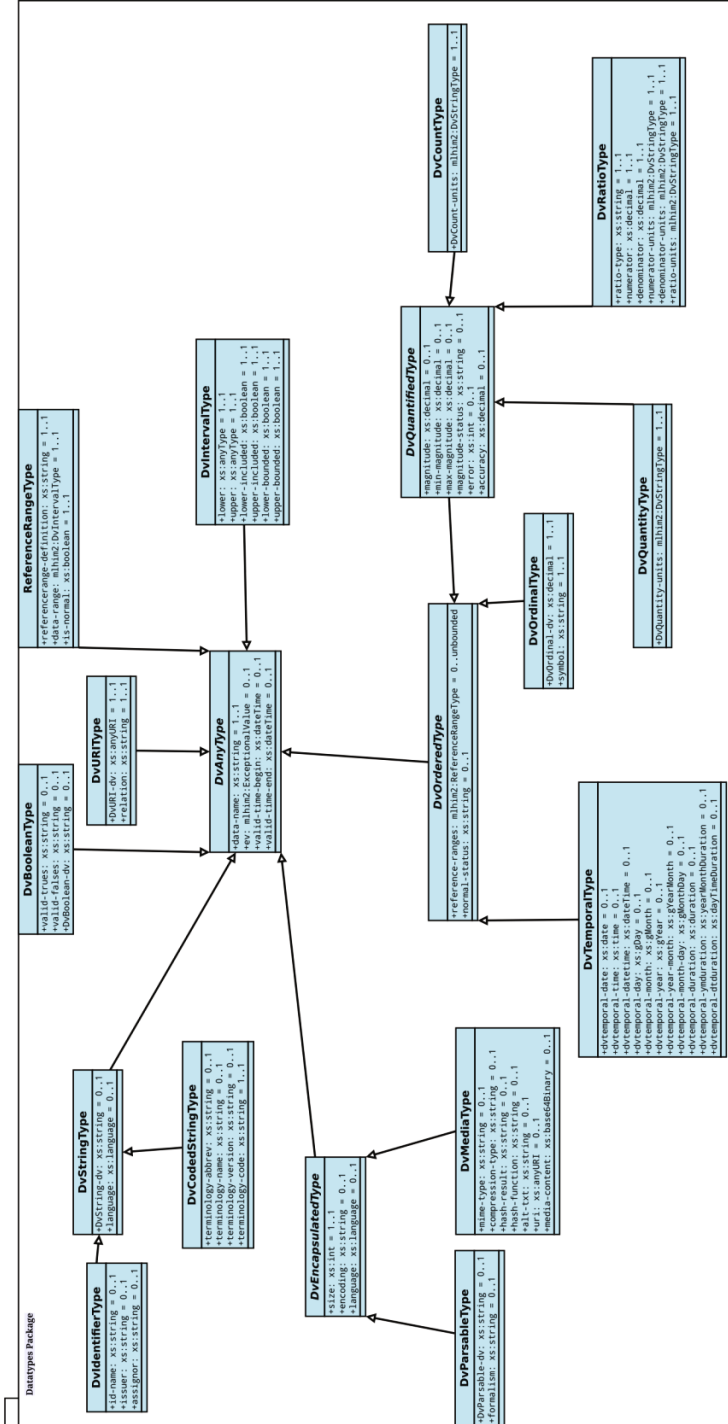 Datatypes Package
DvIdentifierType
+id-name: xs:string = 0..1
+issuer: xs:string = 0..1
+assignor: xs:string = 0..1
DvStringType
+DvString-dv: xs:string = 0..1
+language: xs:language = 0..1
DvCodedStringType
+terminology-abbrev: xs:string = 0..1
+terminology-name: xs:string = 0..1
+terminology-version: xs:string = 0..1
+terminology-code: xs:string = 1..1
DvBooleanType
+valid-trues: xs:string = 0..1
+valid-falses: xs:string = 0..1
+DvBoolean-dv: xs:string = 0..1
DvURIType
+DvURI-dv: xs:anyURI = 1..1
+relation: xs:string = 1..1
ReferenceRangeType
+referencerange-definition: xs:string = 1..1
+data-range: mlhim2:DvIntervalType = 1..1
+is-normal: xs:boolean = 1..1
DvIntervalType
+lower: xs:anyType = 1..1
+upper: xs:anyType = 1..1
+lower-included: xs:boolean = 1..1
+upper-included: xs:boolean = 1..1
+lower-bounded: xs:boolean = 1..1
+upper-bounded: xs:boolean = 1..1
DvAnyType
+data-name: xs:string = 1..1
+ev: mlhim2:ExceptionalValue = 0..1
+valid-time-begin: xs:dateTime = 0..1
+valid-time-end: xs:dateTime = 0..1
DvEncapsulatedType
+size: xs:int = 1..1
+encoding: xs:string = 0..1
+language: xs:language = 0..1
DvParsableType
+DvParsable-dv: xs:string = 0..1
+formalism: xs:string = 0..1
DvMediaType
+mime-type: xs:string = 0..1
+compression-type: xs:string = 0..1
+hash-result: xs:string = 0..1
+hash-function: xs:string = 0..1
+alt-txt: xs:string = 0..1
+uri: xs:anyURI = 0..1
+media-content: xs:base64Binary = 0..1
DvOrderedType
+reference-ranges: mlhim2:ReferenceRangeType = 0..unbounded
+normal-status: xs:string = 0..1
DvTemporalType
+dvtemporal-date: xs:date = 0..1
+dvtemporal-time: xs:time = 0..1
+dvtemporal-datetime: xs:dateTime = 0..1
+dvtemporal-day: xs:gDay = 0..1
+dvtemporal-month: xs:gMonth = 0..1
+dvtemporal-year: xs:gYear = 0..1
+dvtemporal-year-month: xs:gYearMonth = 0..1
+dvtemporal-month-day: xs:gMonthDay = 0..1
+dvtemporal-duration: xs:duration = 0..1
+dvtemporal-ymduration: xs:yearMonthDuration = 0..1
+dvtemporal-dtduration: xs:dayTimeDuration = 0..1
DvOrdinalType
+DvOrdinal-dv: xs:decimal = 1..1
+symbol: xs:string = 1..1
DvQuantifiedType
+magnitude: xs:decimal = 0..1
+min-magnitude: xs:decimal = 0..1
+max-magnitude: xs:decimal = 0..1
+magnitude-status: xs:string = 0..1
+error: xs:int = 0..1
+accuracy: xs:decimal = 0..1
DvQuantityType
+DvQuantity-units: mlhim2:DvStringType = 1..1
DvCountType
+DvCount-units: mlhim2:DvStringType = 1..1
DvRatioType
+ratio-type: xs:string = 1..1
+numerator: xs:decimal = 1..1
+denominator: xs:decimal = 1..1
+numerator-units: mlhim2:DvStringType = 1..1
+denominator-units: mlhim2:DvStringType = 1..1
+ratio-units: mlhim2:DvStringType = 1..1